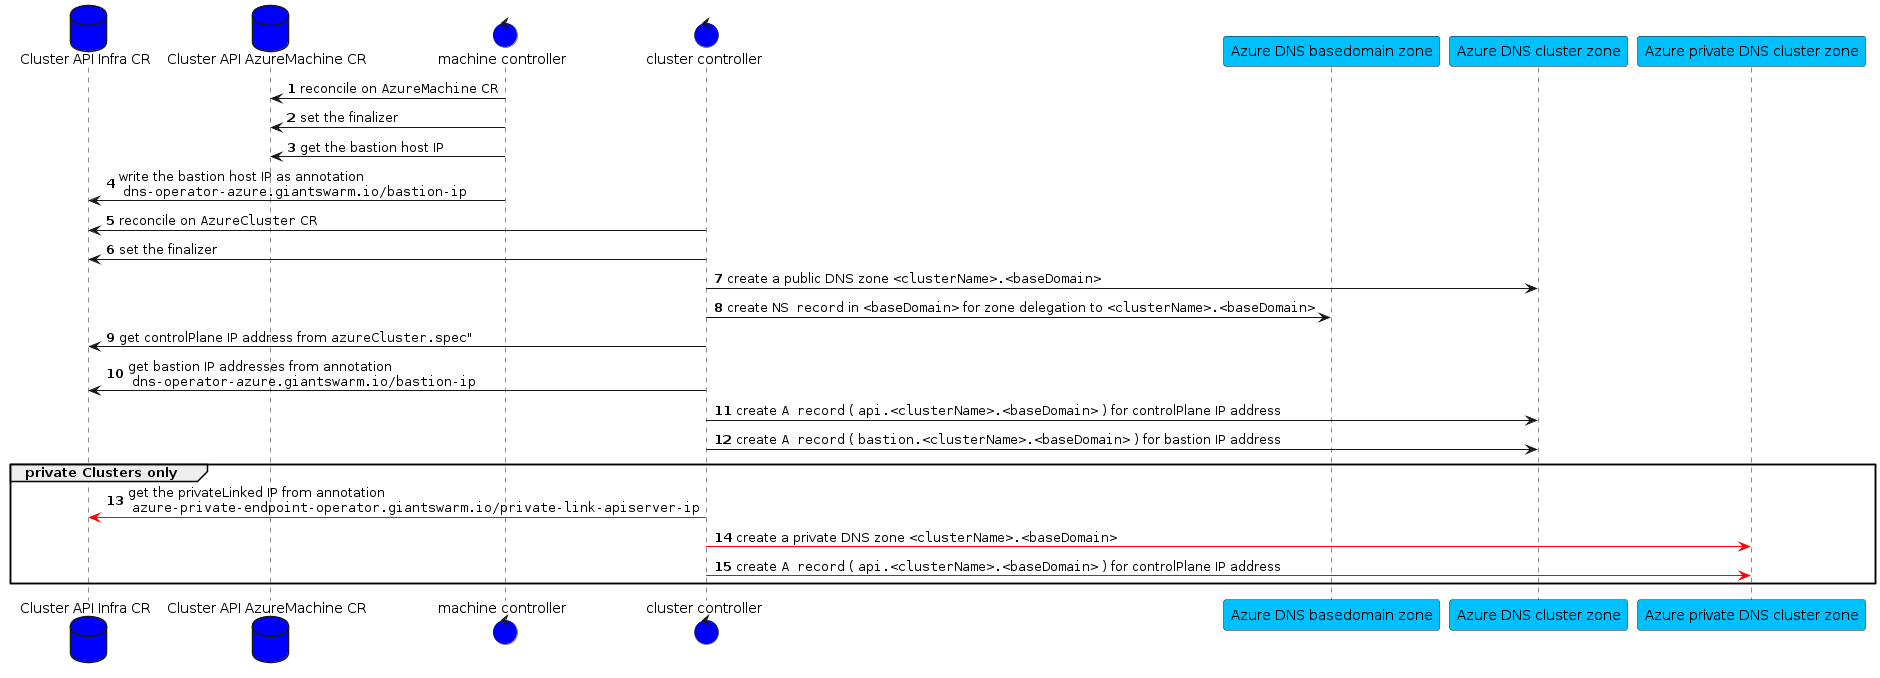 Cluster API Infra CR
Cluster API AzureMachine CR
machine controller
cluster controller
Azure DNS basedomain zone
Azure DNS cluster zone
Azure private DNS cluster zone
1 reconcile on AzureMachine CR
2 set the finalizer
3 get the bastion host IP
4 write the bastion host IP as annotation
dns-operator-azure.giantswarm.io/bastion-ip
5 reconcile on AzureCluster CR
6 set the finalizer
7 create a public DNS zone <clusterName>.<baseDomain>
8 create NS record in <baseDomain> for zone delegation to <clusterName>.<baseDomain>
9 get controlPlane IP address from azureCluster.spec"
10 get bastion IP addresses from annotation
dns-operator-azure.giantswarm.io/bastion-ip
11 create A record ( api.<clusterName>.<baseDomain> ) for controlPlane IP address
12 create A record ( bastion.<clusterName>.<baseDomain> ) for bastion IP address
private Clusters only
13 get the privateLinked IP from annotation
azure-private-endpoint-operator.giantswarm.io/private-link-apiserver-ip
14 create a private DNS zone <clusterName>.<baseDomain>
15 create A record ( api.<clusterName>.<baseDomain> ) for controlPlane IP address
Cluster API Infra CR
Cluster API AzureMachine CR
machine controller
cluster controller
Azure DNS basedomain zone
Azure DNS cluster zone
Azure private DNS cluster zone